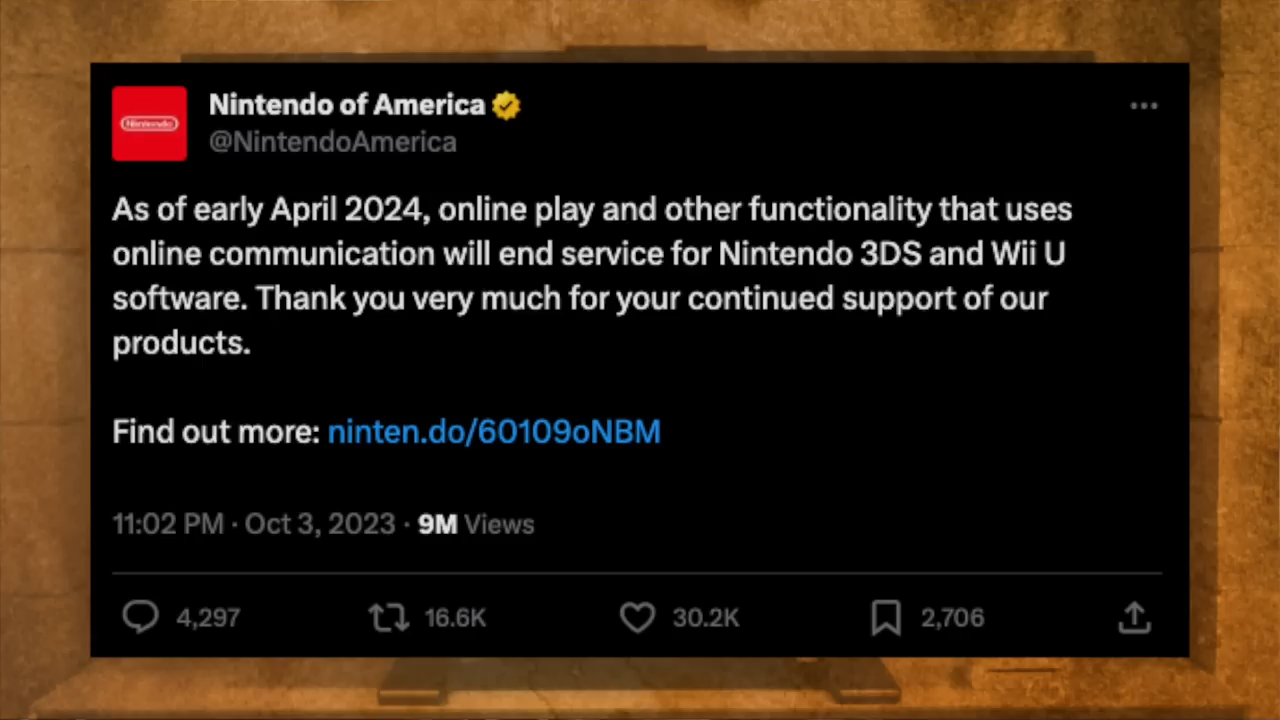 Nintendo
Nintendo of America
@NintendoAmerica
As of early April 2024, online play and other functionality that uses
online communication will end service for Nintendo 3DS and Wii U
software. Thank you very much for your continued support of our
products.
Find out more: ninten.do/60109oNBM
11:02 PM · Oct 3, 2023 · 9M Views
4,297 16.6K 30.2K 2,706